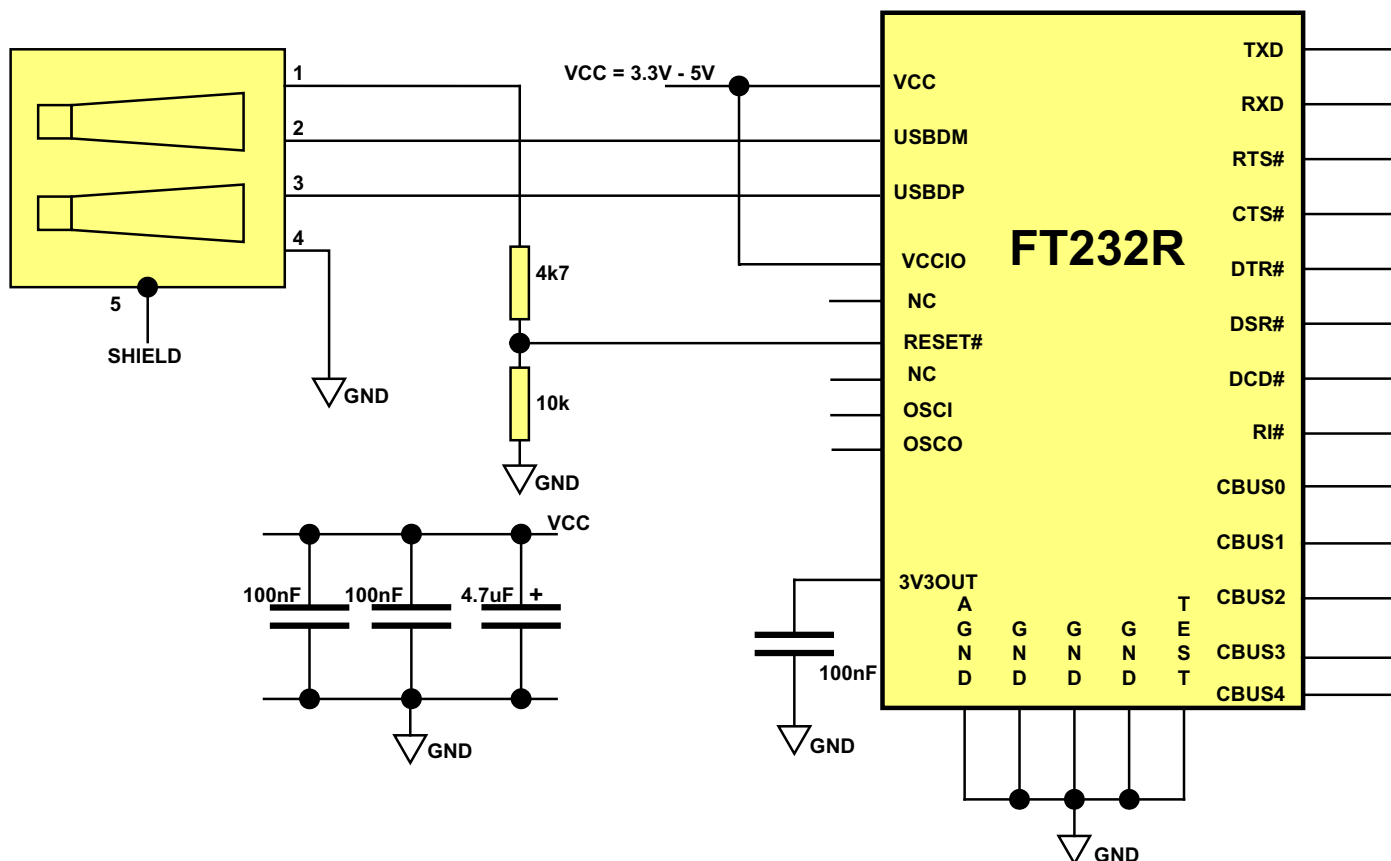 1
2
3
4
5
SHIELD
GND
4k7
10k
GND
VCC = 3.3V - 5V
VCC
100nF
100nF
4.7uF +
GND
100nF
GND
FT232R
VCC
USBDM
USBDP
VCCIO
NC
RESET#
NC
OSCI
OSCO
3V3OUT
AGND
GND
GND
GND
TEST
TXD
RXD
RTS#
CTS#
DTR#
DSR#
DCD#
RI#
CBUS0
CBUS1
CBUS2
CBUS3
CBUS4
GND